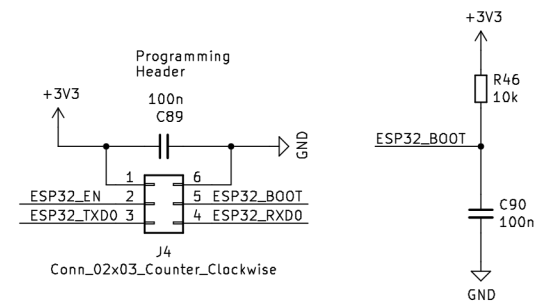 +3V3
Programming
Header
R46
10k
+3V3
100n
C89
GND
ESP32_BOOT
1 6
ESP32_EN 2 5 ESP32_BOOT
ESP32_TXD0 3 4 ESP32_RXD0
C90
100n
J4
Conn_02x03_Counter_Clockwise
GND